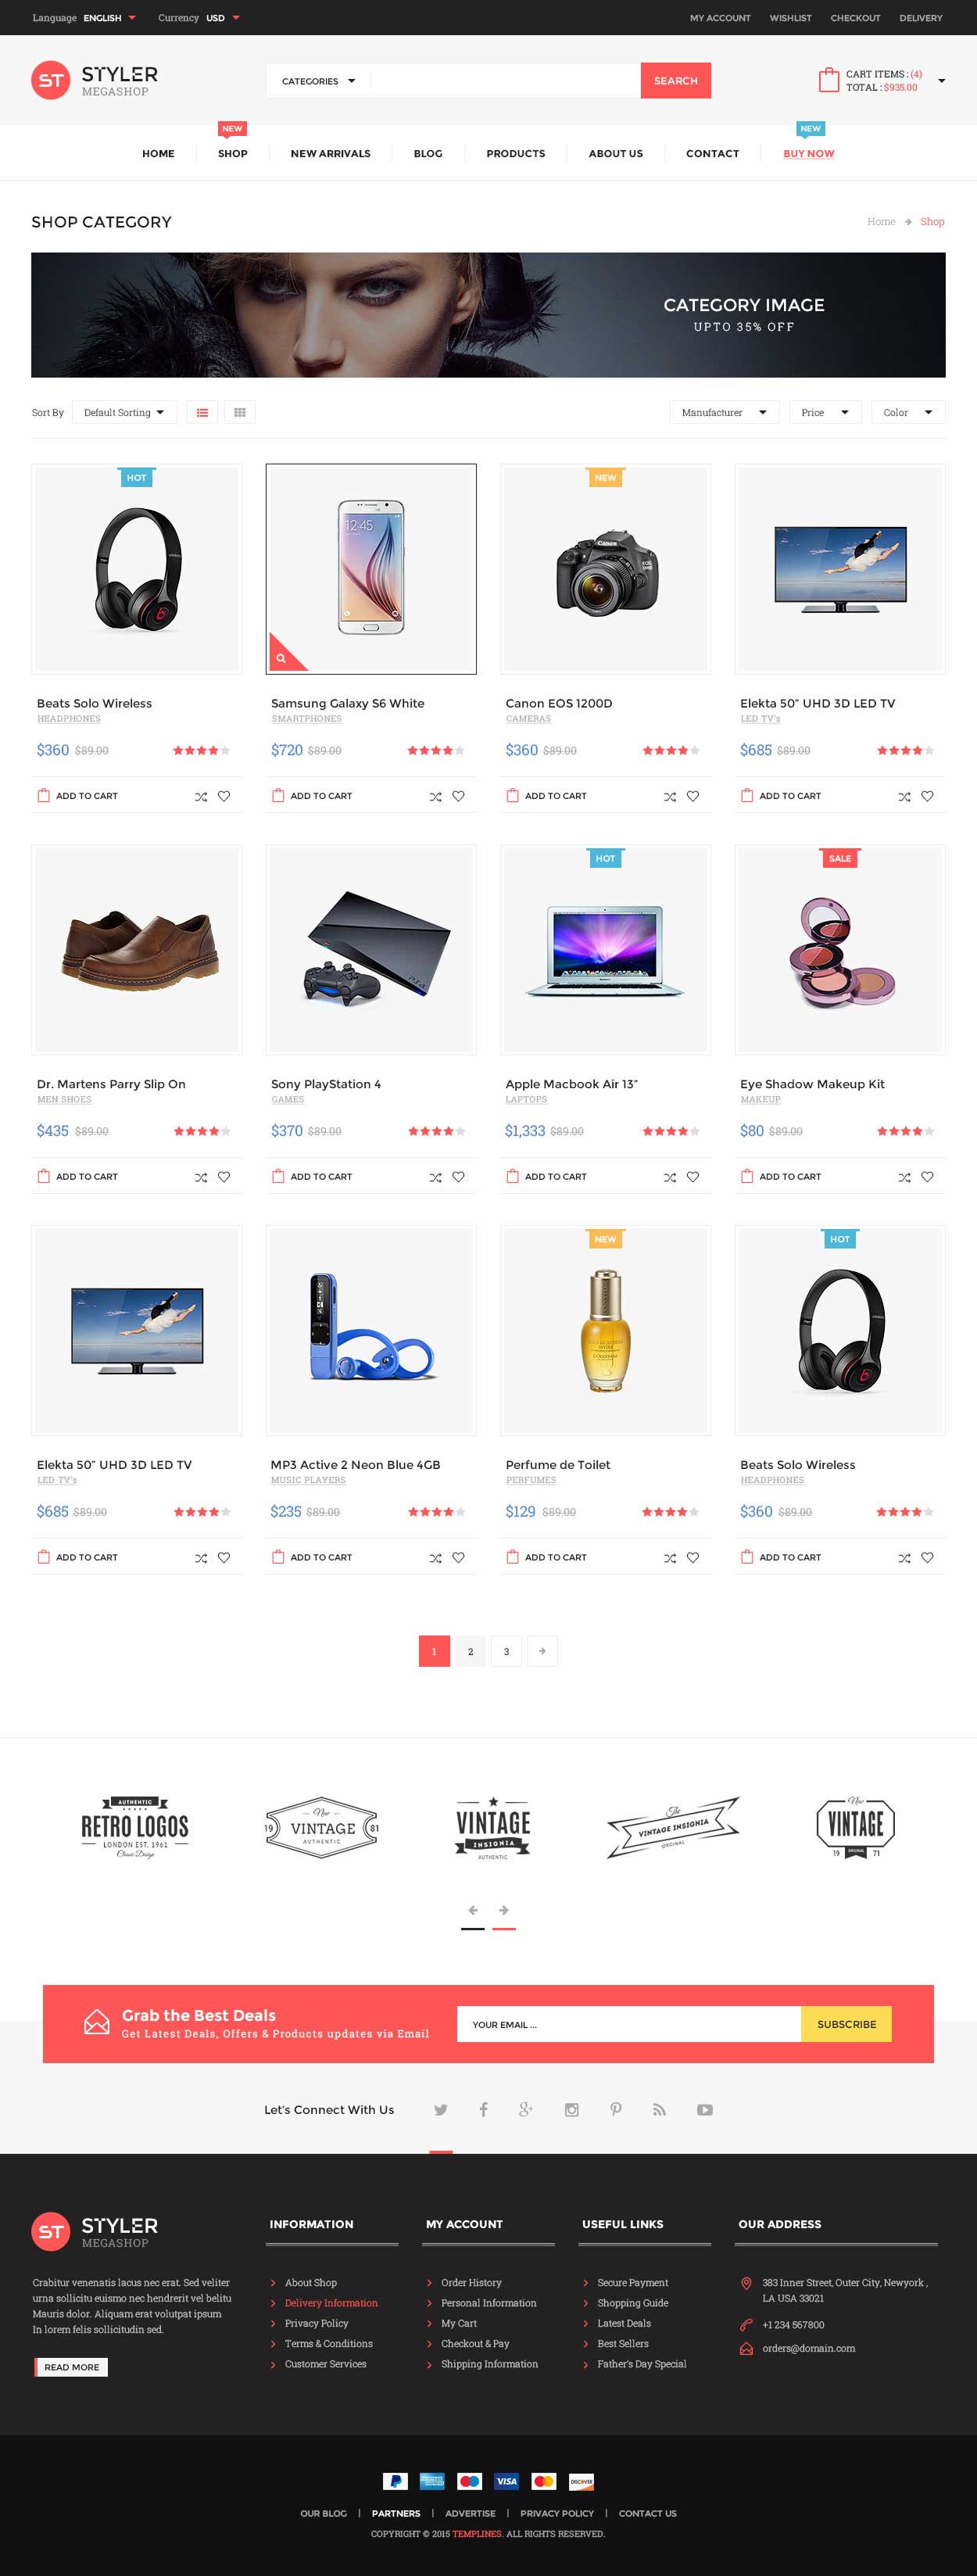 Language ENGLISH Currency USD MY ACCOUNT WISHLIST CHECKOUT DELIVERY
ST STYLER
MEGASHOP
CATEGORIES SEARCH
CART ITEMS : (4)
TOTAL : $935.00
NEW NEW
HOME SHOP NEW ARRIVALS BLOG PRODUCTS ABOUT US CONTACT BUY NOW
SHOP CATEGORY Home Shop
CATEGORY IMAGE
UPTO 35% OFF
Sort By Default Sorting Manufacturer Price Color
HOT NEW
12:45
Canon
EOS
Beats Solo Wireless Samsung Galaxy S6 White Canon EOS 1200D Elekta 50” UHD 3D LED TV
HEADPHONES SMARTPHONES CAMERAS LED TV's
$360 $89.00 $720 $89.00 $360 $89.00 $685 $89.00
ADD TO CART ADD TO CART ADD TO CART ADD TO CART
HOT SALE
PS4
Dr. Martens Parry Slip On Sony PlayStation 4 Apple Macbook Air 13” Eye Shadow Makeup Kit
MEN SHOES GAMES LAPTOPS MAKEUP
$435 $89.00 $370 $89.00 $1,333 $89.00 $80 $89.00
ADD TO CART ADD TO CART ADD TO CART ADD TO CART
NEW HOT
Elekta 50” UHD 3D LED TV MP3 Active 2 Neon Blue 4GB Perfume de Toilet Beats Solo Wireless
LED TV's MUSIC PLAYERS PERFUMES HEADPHONES
$685 $89.00 $235 $89.00 $129 $89.00 $360 $89.00
ADD TO CART ADD TO CART ADD TO CART ADD TO CART
1 2 3
AUTHENTIC
RETRO LOGOS
LONDON EST. 1961
Classic Design
New
19 VINTAGE 81
AUTHENTIC
VINTAGE
INSIGNIA
AUTHENTIC
The
VINTAGE INSIGNIA
ORGINAL
New
VINTAGE
19 ORIGINAL 71
Grab the Best Deals
Get Latest Deals, Offers & Products updates via Email
YOUR EMAIL ... SUBSCRIBE
Let's Connect With Us
ST STYLER
MEGASHOP
Crabitur venenatis lacus nec erat. Sed veliter
urna sollicitu euismo nec hendrerit vel belitu
Mauris dolor. Aliquam erat volutpat ipsum
In lorem felis sollicitudin sed.
READ MORE
INFORMATION
About Shop
Delivery Information
Privacy Policy
Terms & Conditions
Customer Services
MY ACCOUNT
Order History
Personal Information
My Cart
Checkout & Pay
Shipping Information
USEFUL LINKS
Secure Payment
Shopping Guide
Latest Deals
Best Sellers
Father's Day Special
OUR ADDRESS
383 Inner Street, Outer City, Newyork ,
LA USA 33021
+1 234 567800
orders@domain.com
VISA DISCOVER
OUR BLOG | PARTNERS | ADVERTISE | PRIVACY POLICY | CONTACT US
COPYRIGHT © 2015 TEMPLINES. ALL RIGHTS RESERVED.